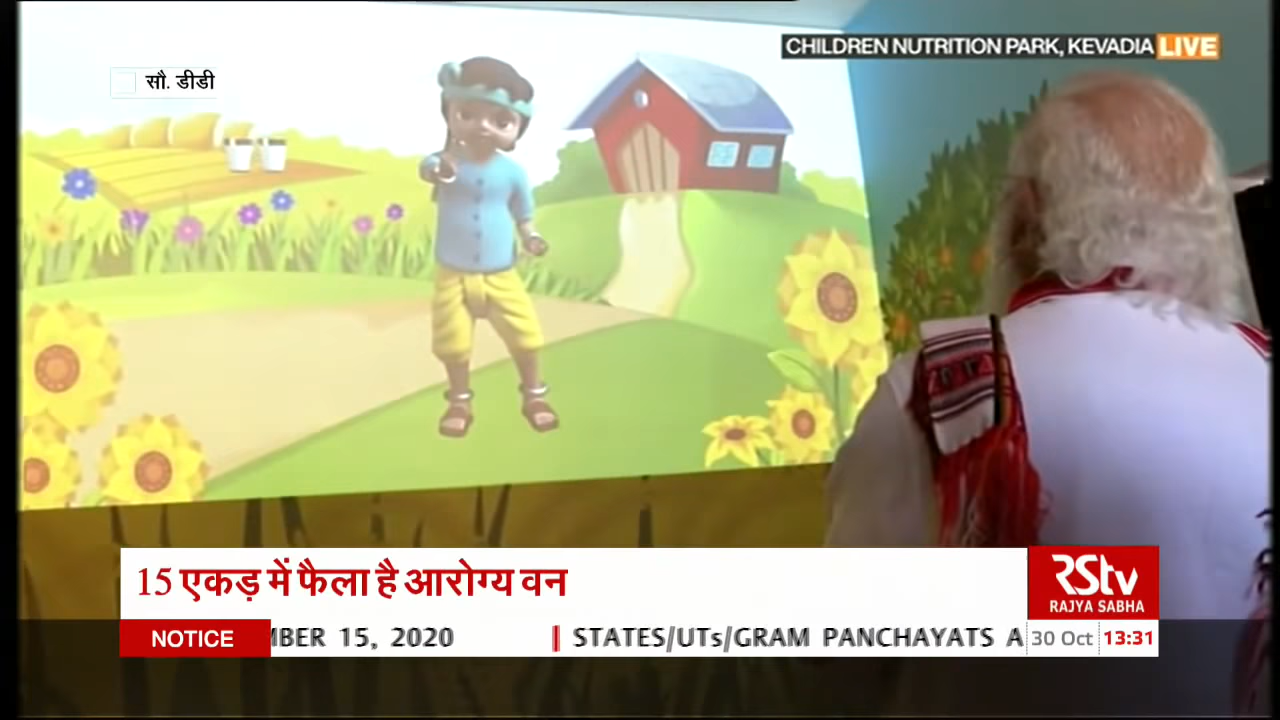 CHILDREN NUTRITION PARK, KEVADIA LIVE
सौ. डीडी
15 एकड़ में फैला है आरोग्य वन
RSTV
RAJYA SABHA
NOTICE MBER 15, 2020 | STATES/UTs/GRAM PANCHAYATS A 30 Oct 13:31